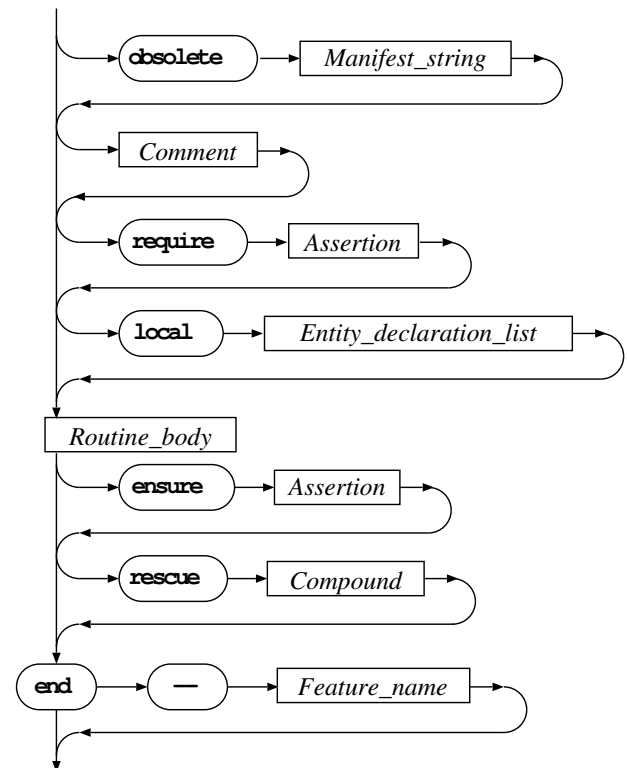 obsolete Manifest_string
Comment
require Assertion
local Entity_declaration_list
Routine_body
ensure Assertion
rescue Compound
end -- Feature_name